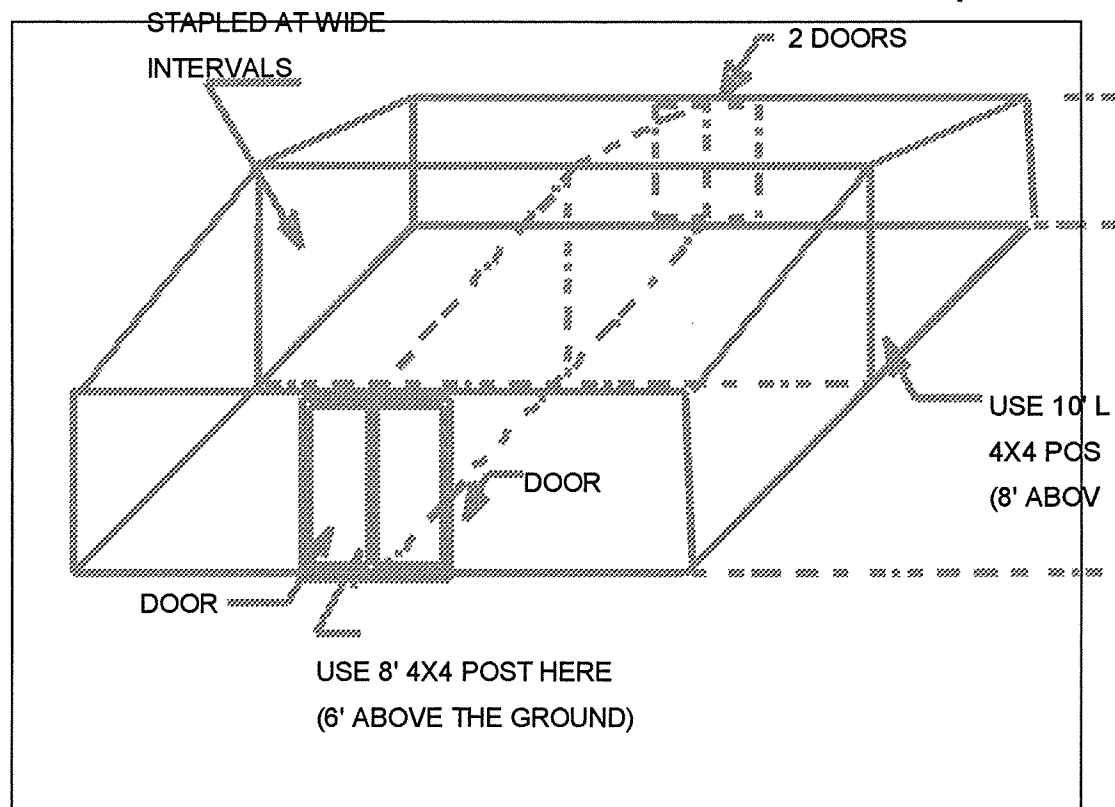 STAPLED AT WIDE
INTERVALS
2 DOORS
USE 10' L
4X4 POS
(8' ABOV
DOOR
DOOR
USE 8' 4X4 POST HERE
(6' ABOVE THE GROUND)